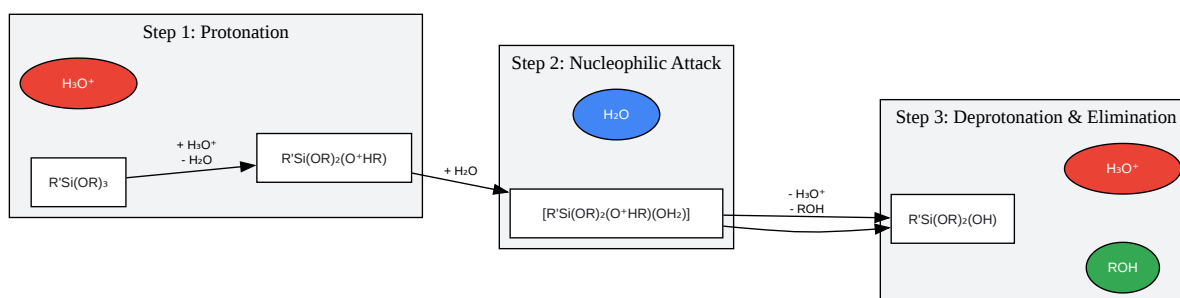 Step 1: Protonation
H₃O⁺
+ H₃O⁺
- H₂O
R'Si(OR)₃
R'Si(OR)₂(O⁺HR)
Step 2: Nucleophilic Attack
H₂O
+ H₂O
[R'Si(OR)₂(O⁺HR)(OH₂)]
Step 3: Deprotonation & Elimination
H₃O⁺
- H₃O⁺
- ROH
R'Si(OR)₂(OH)
ROH